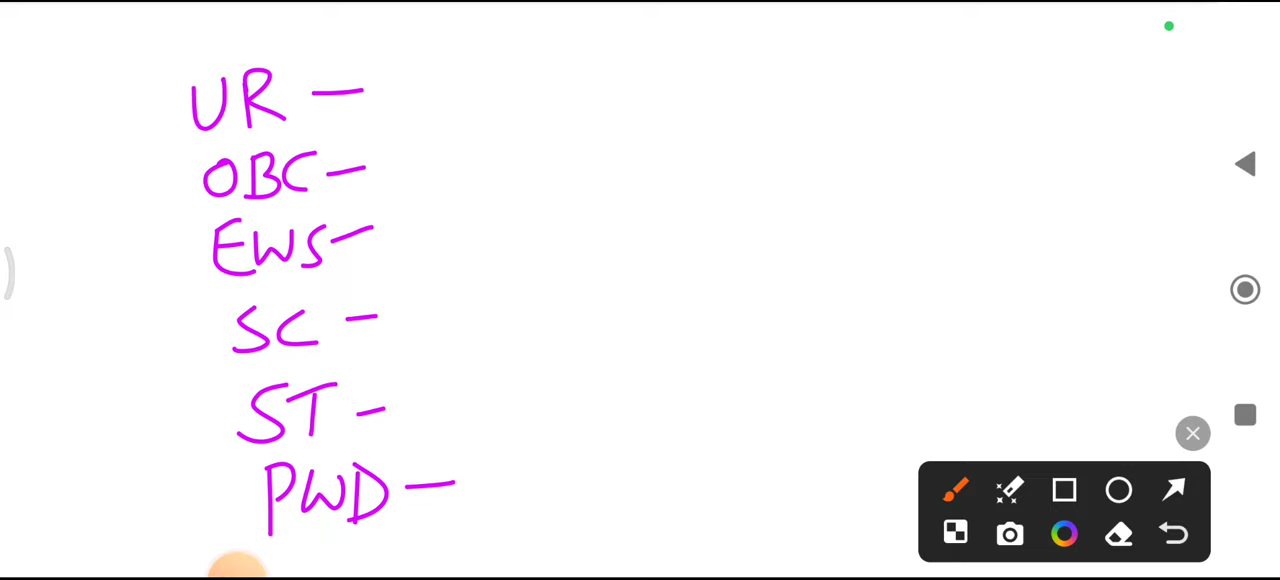 UR -
OBC -
EWS -
SC -
ST -
PWD -